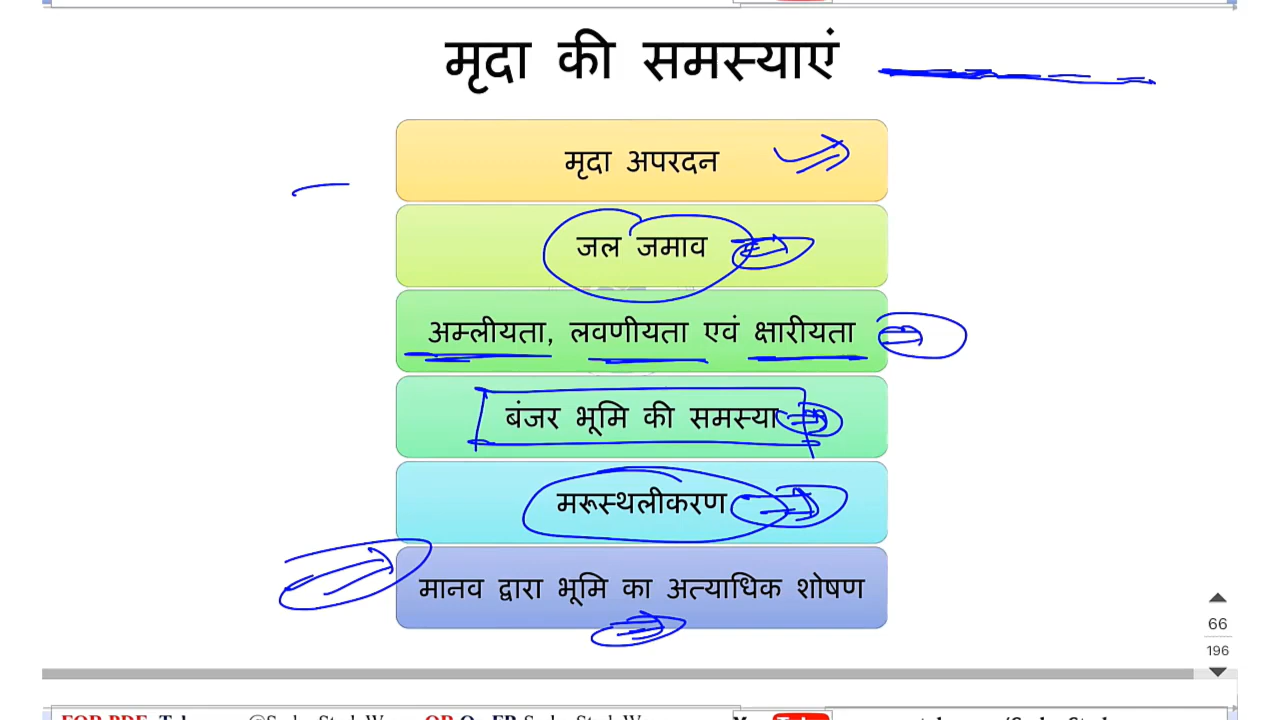 मृदा की समस्याएं
मृदा अपरदन
जल जमाव
अम्लीयता, लवणीयता एवं क्षारीयता
बंजर भूमि की समस्या
मरूस्थलीकरण
मानव द्वारा भूमि का अत्याधिक शोषण
66
196